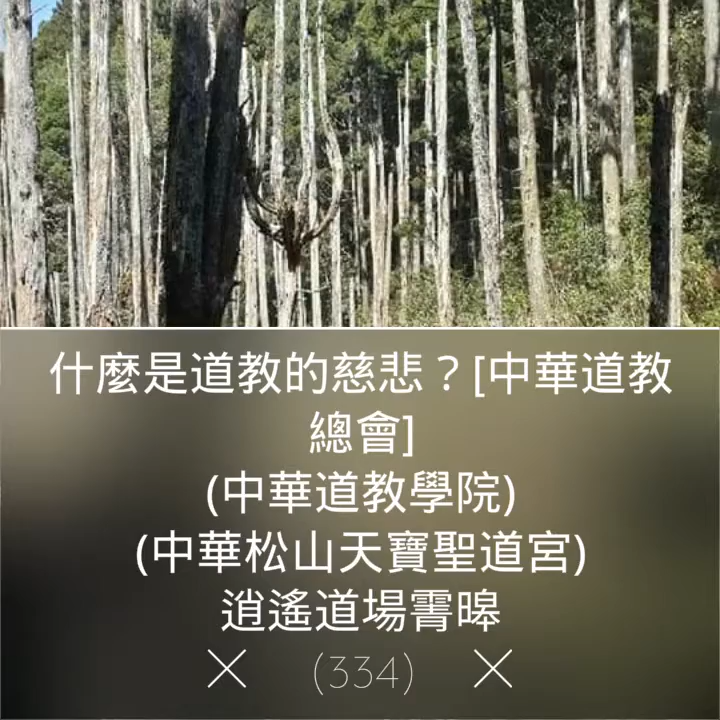 什麼是道教的慈悲？[中華道教
總會]
(中華道教學院)
(中華松山天寶聖道宮)
逍遙道場霌暤
(334)